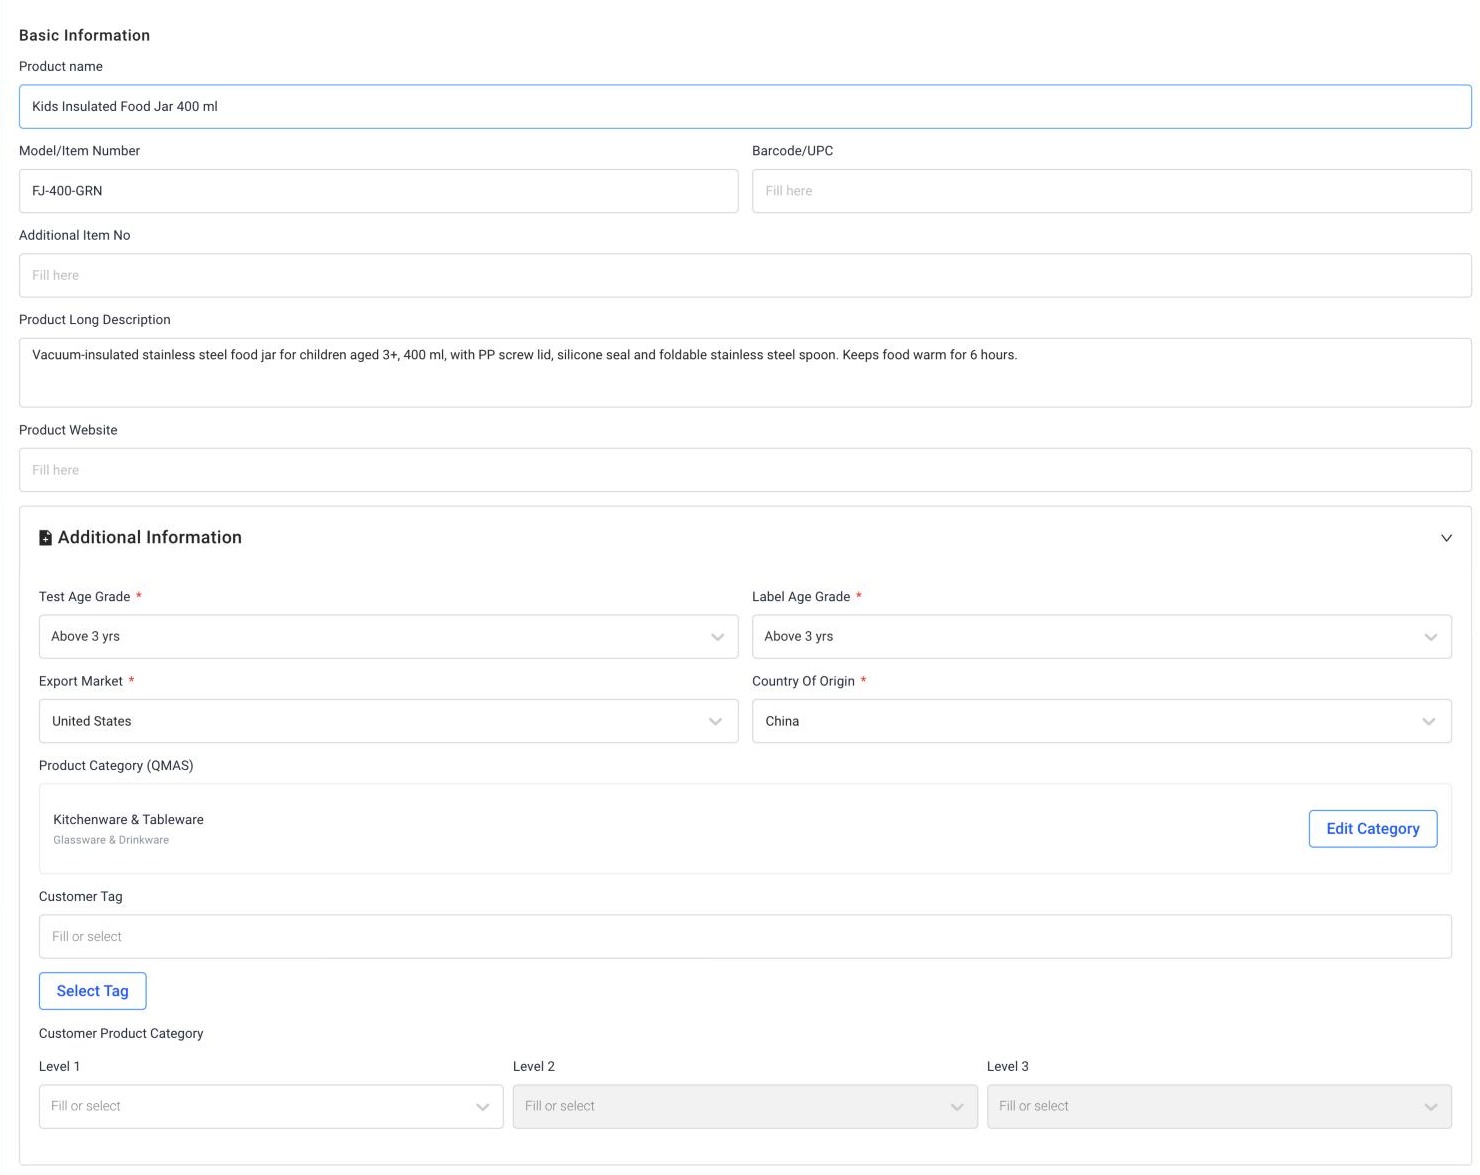 Basic Information
Product name
Kids Insulated Food Jar 400 ml
Model/Item Number
Barcode/UPC
FJ-400-GRN
Fill here
Additional Item No
Fill here
Product Long Description
Vacuum-insulated stainless steel food jar for children aged 3+, 400 ml, with PP screw lid, silicone seal and foldable stainless steel spoon. Keeps food warm for 6 hours.
Product Website
Fill here
Additional Information
Test Age Grade *
Label Age Grade *
Above 3 yrs
Above 3 yrs
Export Market *
Country Of Origin *
United States
China
Product Category (QMAS)
Kitchenware & Tableware
Glassware & Drinkware
Edit Category
Customer Tag
Fill or select
Select Tag
Customer Product Category
Level 1
Level 2
Level 3
Fill or select
Fill or select
Fill or select